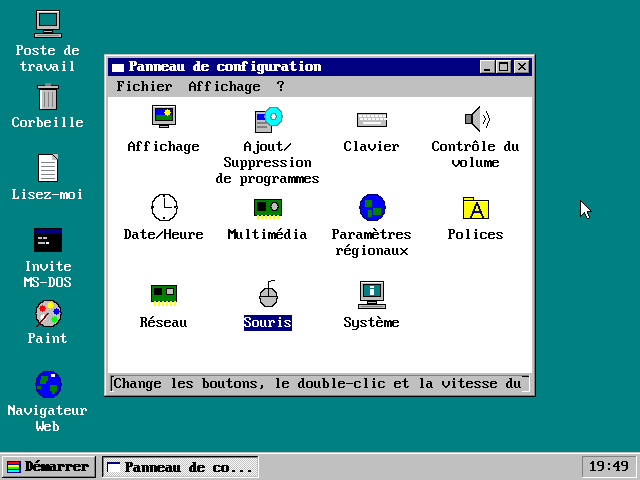 Poste de
travail
Corbeille
Lisez-moi
Invite
MS-DOS
Paint
Navigateur
Web
Panneau de configuration
Fichier Affichage ?
Affichage
Ajout/
Suppression
de programmes
Clavier
Contrôle du
volume
Date/Heure
Multimédia
Paramètres
régionaux
Polices
Réseau
Souris
Système
Change les boutons, le double-clic et la vitesse du
Démarrer
Panneau de co...
19:49